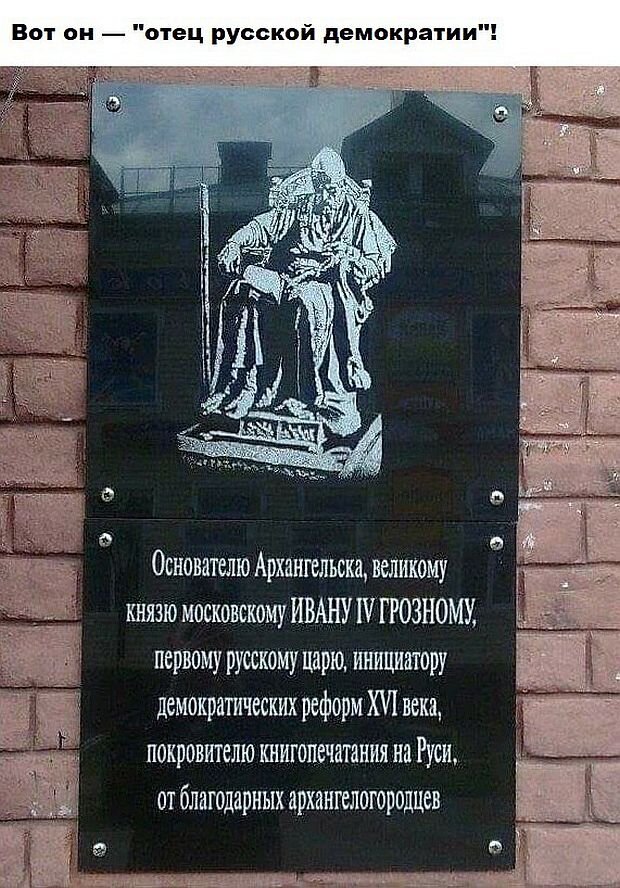 Вот он — "отец русской демократии"!
Основателю Архангельска, великому
князю московскому ИВАНУ IV ГРОЗНОМУ,
первому русскому царю, инициатору
демократических реформ XVI века,
покровителю книгопечатания на Руси,
от благодарных архангелогородцев